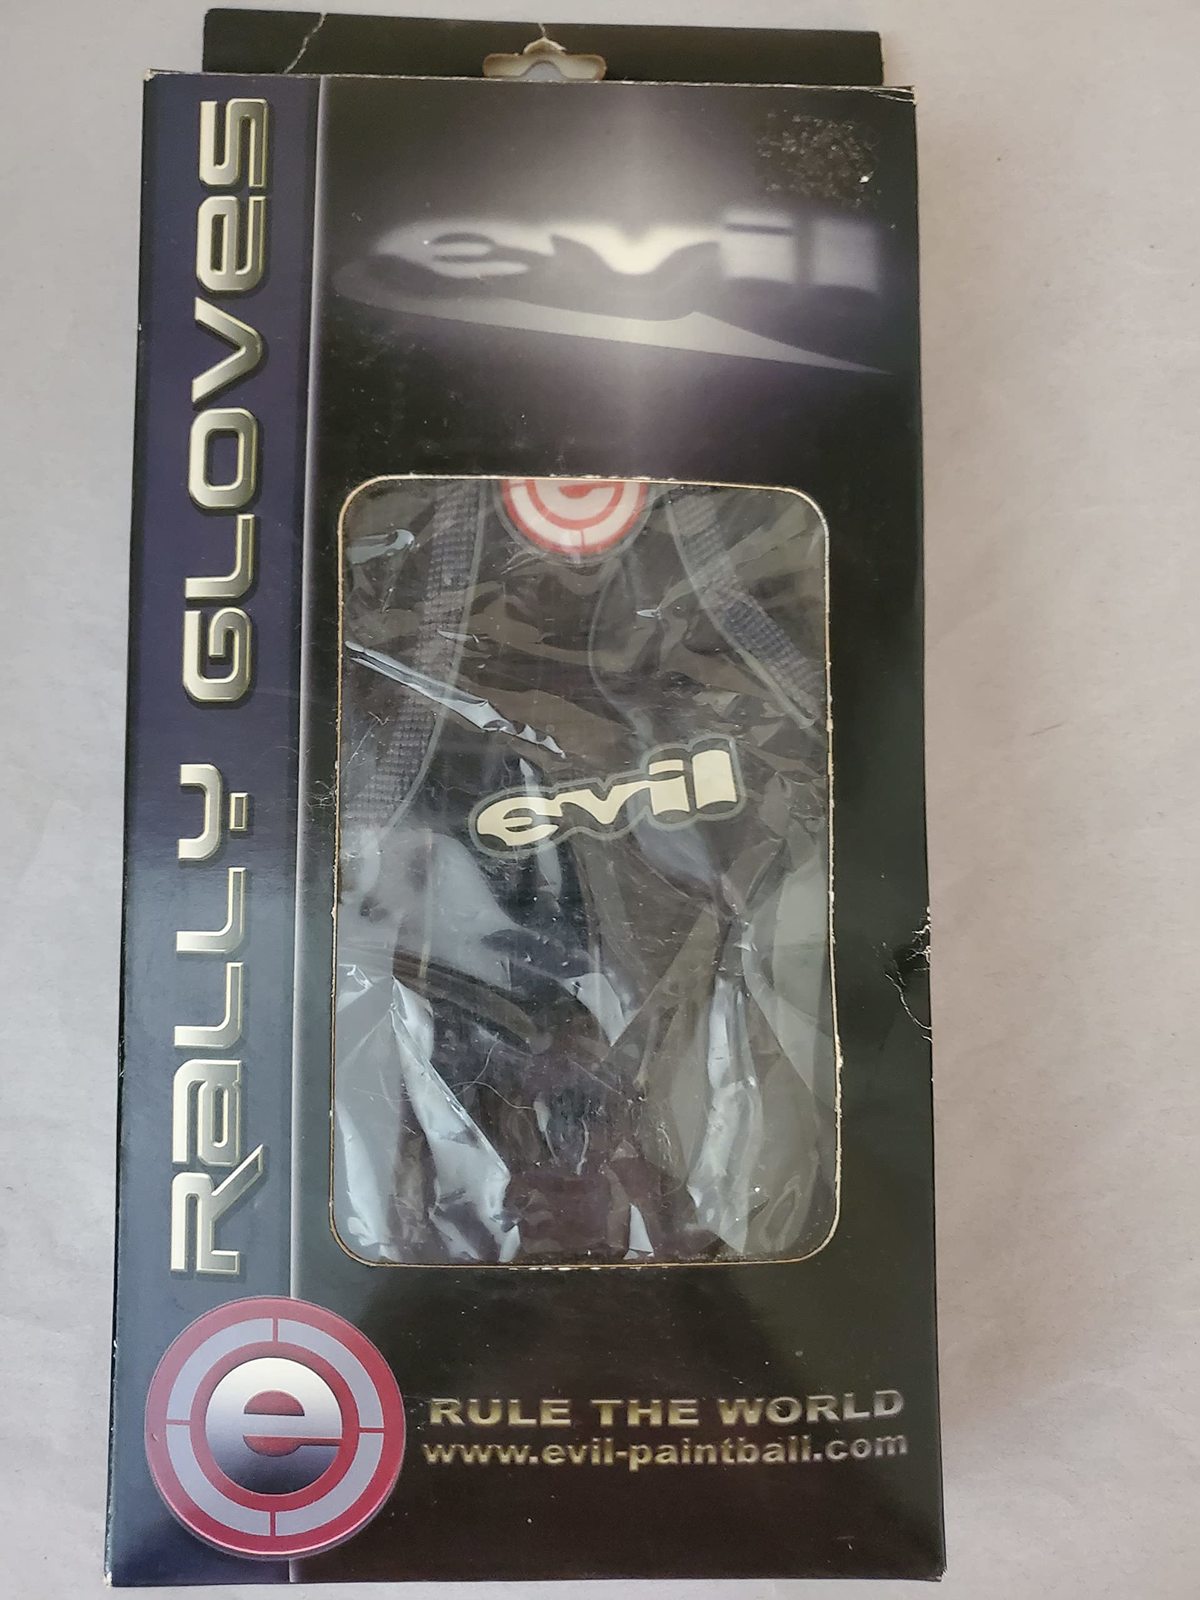 Rally Gloves
evil
e
evil
e
RULE THE WORLD
www.evil-paintball.com